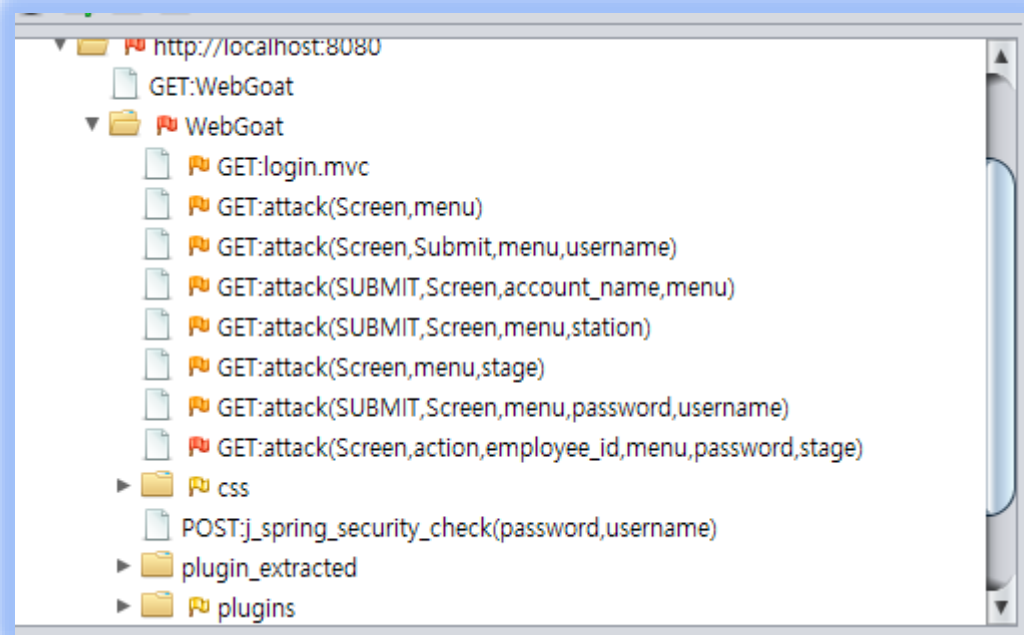 http://localhost:8080
GET:WebGoat
WebGoat
GET:login.mvc
GET:attack(Screen,menu)
GET:attack(Screen,Submit,menu,username)
GET:attack(SUBMIT,Screen,account_name,menu)
GET:attack(SUBMIT,Screen,menu,station)
GET:attack(Screen,menu,stage)
GET:attack(SUBMIT,Screen,menu,password,username)
GET:attack(Screen,action,employee_id,menu,password,stage)
css
POST:j_spring_security_check(password,username)
plugin_extracted
plugins